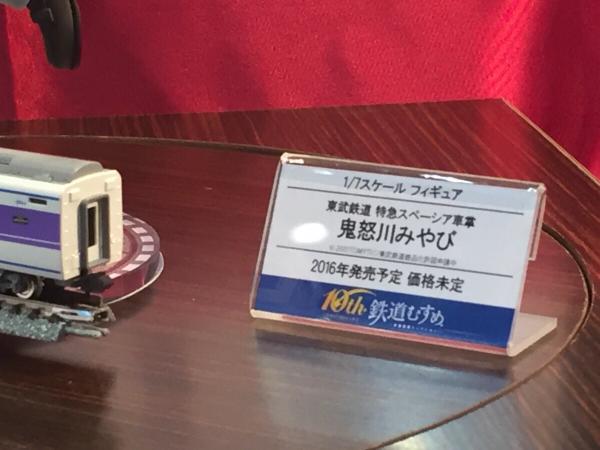 1/7スケール フィギュア
東武鉄道 特急スペーシア車掌
鬼怒川みやび
2016年発売予定 価格未定
10th 鉄道むすめ